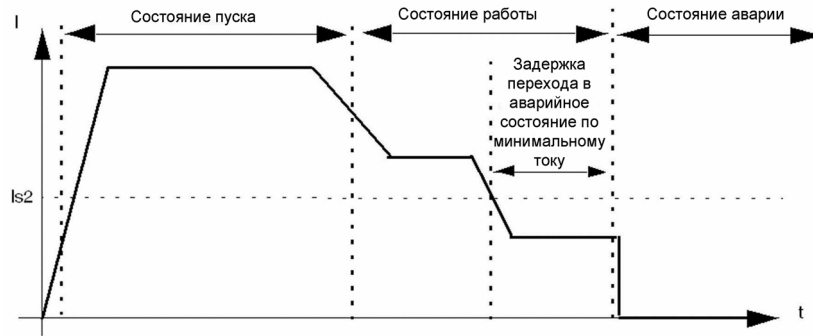 I
Состояние пуска
Состояние работы
Состояние аварии
Задержка
перехода в
аварийное
состояние по
минимальному
току
Is2
t